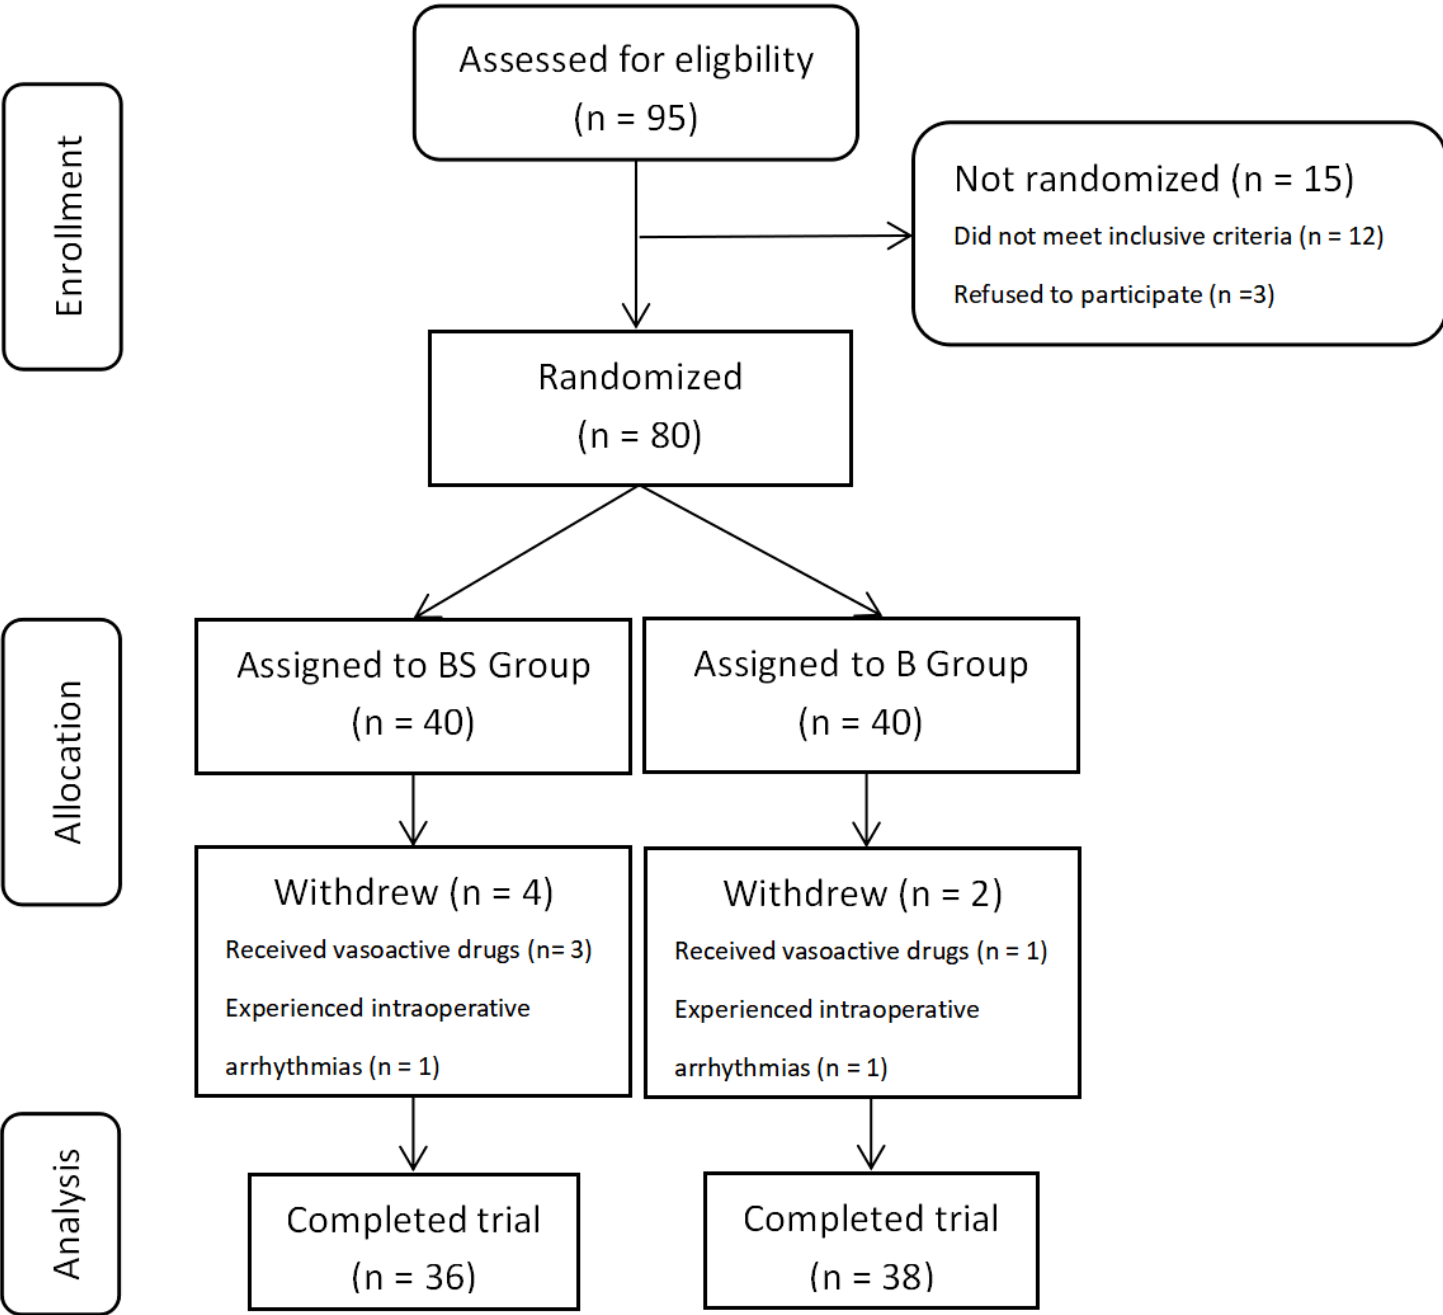 Enrollment
Assessed for eligbility
(n = 95)
Not randomized (n = 15)
Did not meet inclusive criteria (n = 12)
Refused to participate (n =3)
Randomized
(n = 80)
Allocation
Assigned to BS Group
(n = 40)
Assigned to B Group
(n = 40)
Withdrew (n = 4)
Received vasoactive drugs (n= 3)
Experienced intraoperative
arrhythmias (n = 1)
Withdrew (n = 2)
Received vasoactive drugs (n = 1)
Experienced intraoperative
arrhythmias (n = 1)
Analysis
Completed trial
(n = 36)
Completed trial
(n = 38)